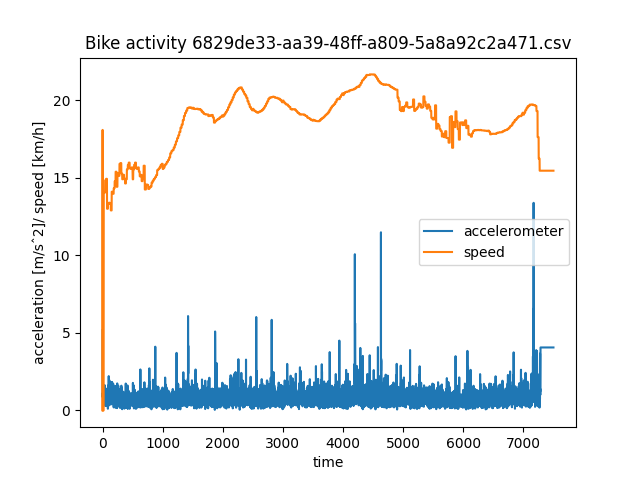 Bike activity 6829de33-aa39-48ff-a809-5a8a92c2a471.csv
acceleration [m/s^2]/ speed [km/h]
20
15
10
5
0
accelerometer
speed
0 1000 2000 3000 4000 5000 6000 7000
time